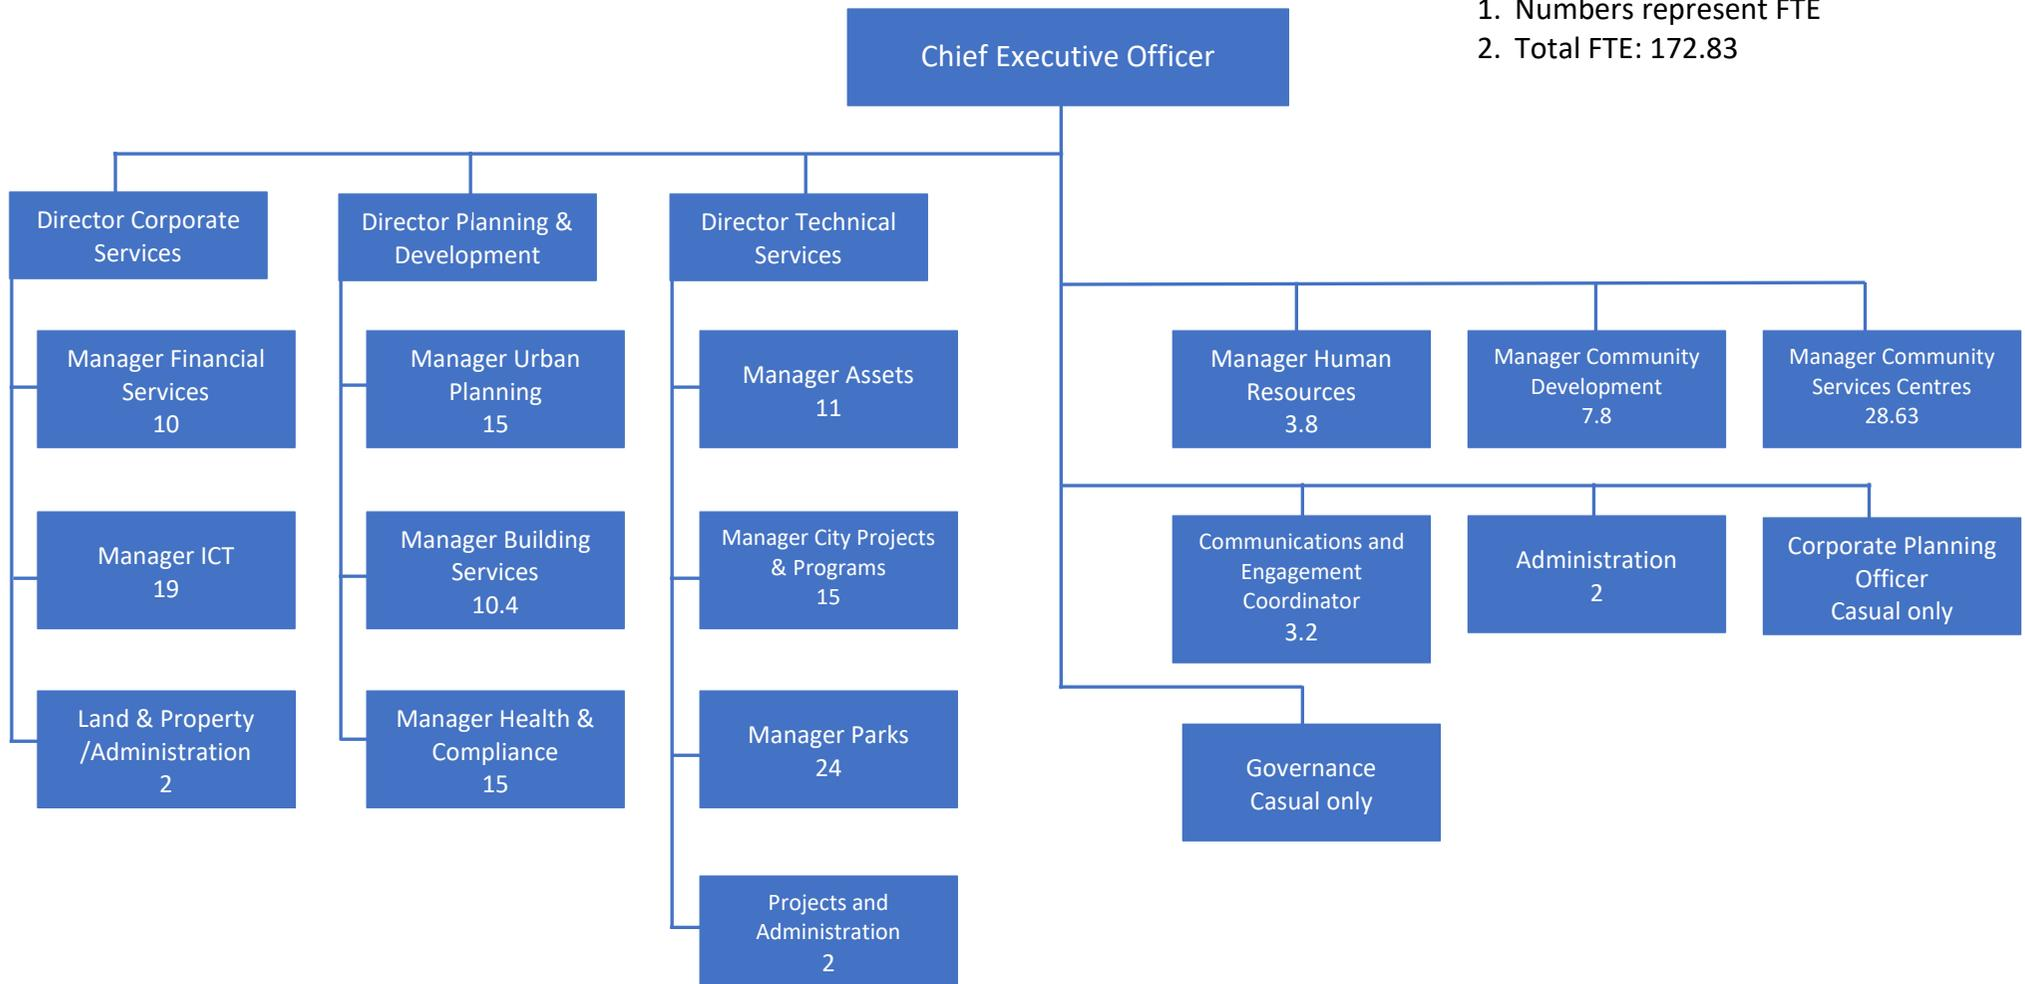 1. Numbers represent FTE
2. Total FTE: 172.83
Chief Executive Officer
Director Corporate
Services
Director Planning &
Development
Director Technical
Services
Manager Financial
Services
10
Manager Urban
Planning
15
Manager Assets
11
Manager Human
Resources
3.8
Manager Community
Development
7.8
Manager Community
Services Centres
28.63
Manager ICT
19
Manager Building
Services
10.4
Manager City Projects
& Programs
15
Communications and
Engagement
Coordinator
3.2
Administration
2
Corporate Planning
Officer
Casual only
Land & Property
/Administration
2
Manager Health &
Compliance
15
Manager Parks
24
Governance
Casual only
Projects and
Administration
2